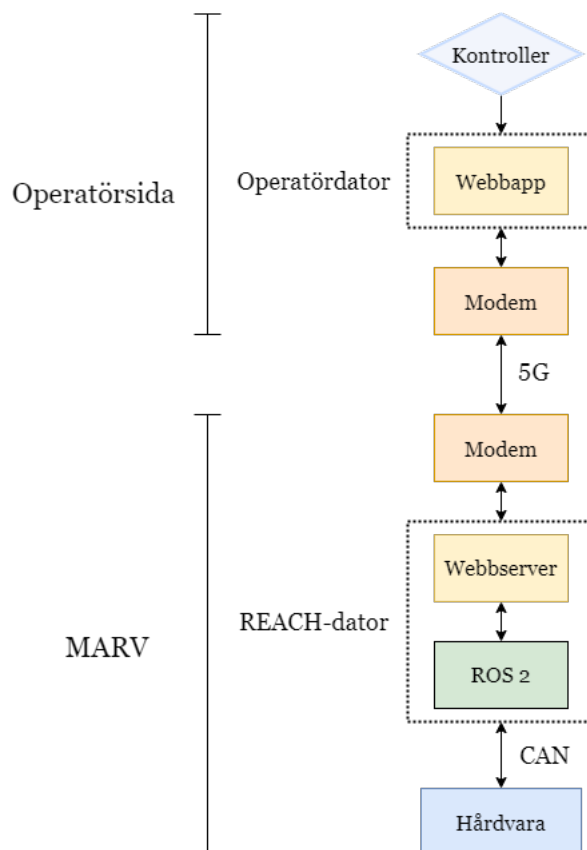 Kontroller
Operatörsida
Operatördator
Webbapp
Modem
5G
Modem
Webbserver
REACH-dator
MARV
ROS 2
CAN
Hårdvara